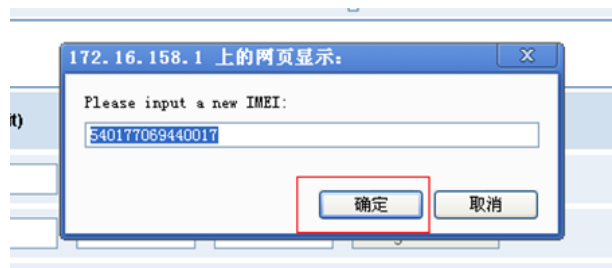 172.16.158.1 上的网页显示:
X
Please input a new IMEI:
it)
540177069440017
确定
取消